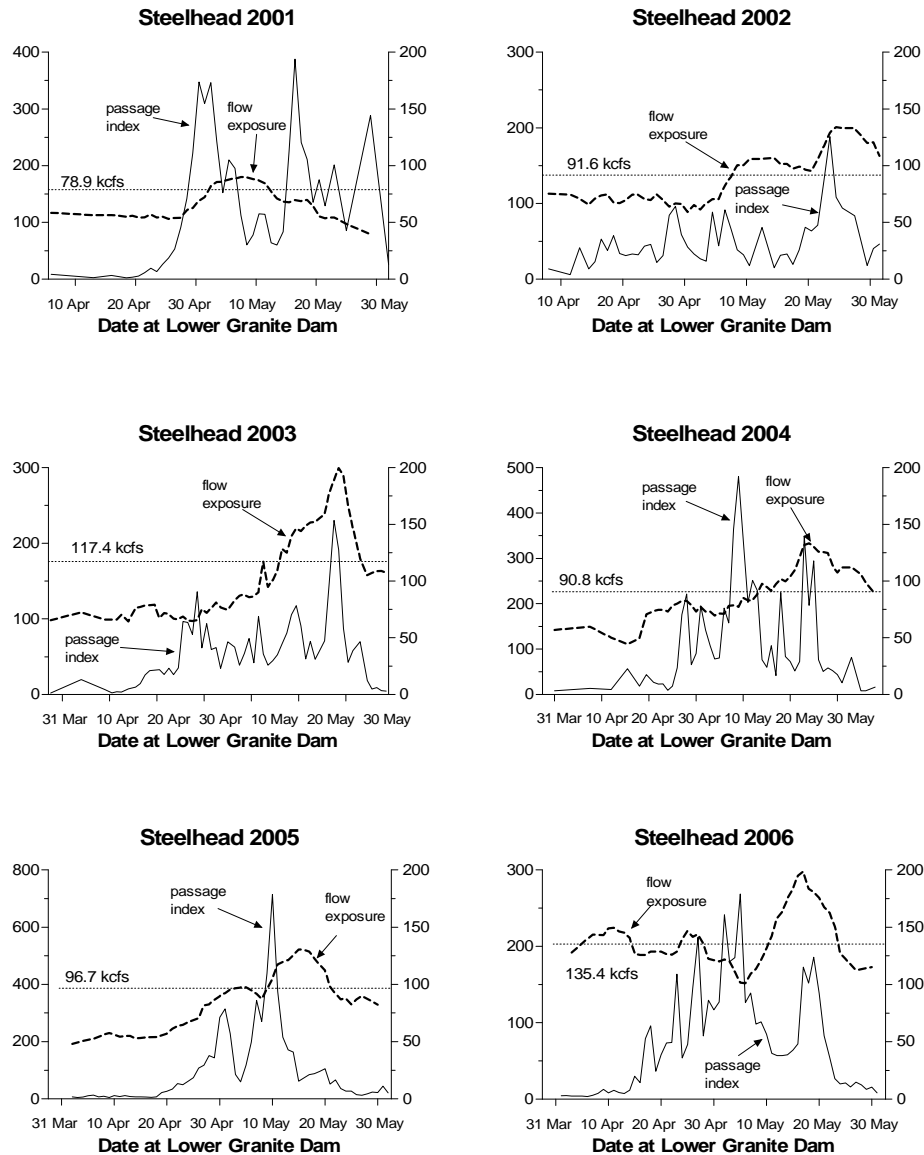 Steelhead 2001
400
300
200
100
0
200
150
100
50
0
passage
index
flow
exposure
78.9 kcfs
10 Apr 20 Apr 30 Apr 10 May 20 May 30 May
Date at Lower Granite Dam
Steelhead 2002
300
200
100
0
200
150
100
50
0
flow
exposure
91.6 kcfs
passage
index
10 Apr 20 Apr 30 Apr 10 May 20 May 30 May
Date at Lower Granite Dam
Steelhead 2003
300
200
100
0
200
150
100
50
0
flow
exposure
117.4 kcfs
passage
index
31 Mar 10 Apr 20 Apr 30 Apr 10 May 20 May 30 May
Date at Lower Granite Dam
Steelhead 2004
500
400
300
200
100
0
200
150
100
50
0
passage
index
flow
exposure
90.8 kcfs
31 Mar 10 Apr 20 Apr 30 Apr 10 May 20 May 30 May
Date at Lower Granite Dam
Steelhead 2005
800
600
400
200
0
200
150
100
50
0
passage
index
flow
exposure
96.7 kcfs
31 Mar 10 Apr 20 Apr 30 Apr 10 May 20 May 30 May
Date at Lower Granite Dam
Steelhead 2006
300
200
100
0
200
150
100
50
0
flow
exposure
135.4 kcfs
passage
index
31 Mar 10 Apr 20 Apr 30 Apr 10 May 20 May 30 May
Date at Lower Granite Dam